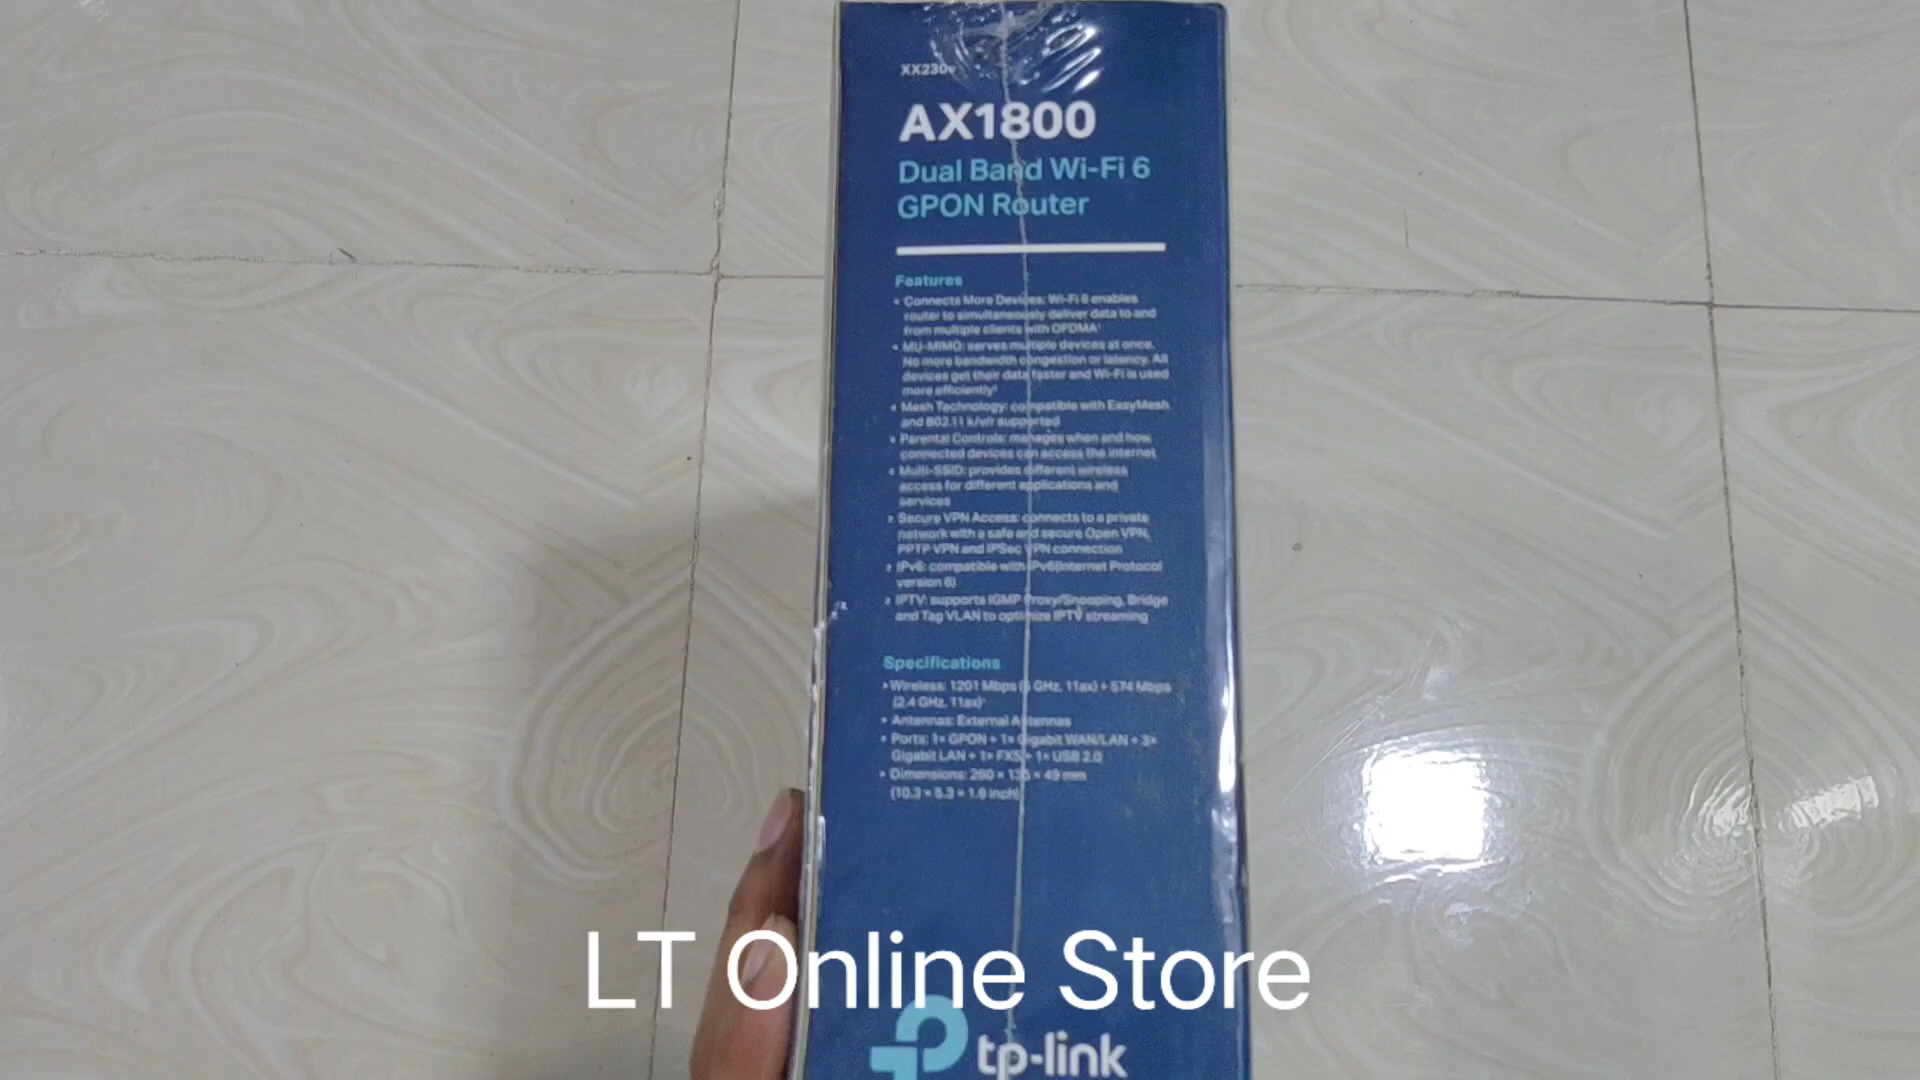 XX230v
AX1800
Dual Band Wi-Fi 6
GPON Router
Features
• Connects More Devices: Wi-Fi 6 enables
router to simultaneously deliver data to and
from multiple clients with OFDMA¹
• MU-MIMO: serves multiple devices at once.
No more bandwidth congestion or latency. All
devices get their data faster and Wi-Fi is used
more efficiently¹
• Mesh Technology: compatible with EasyMesh
and 802.11 k/v/r supported
• Parental Controls: manages when and how
connected devices can access the internet
• Multi-SSID: provides different wireless
access for different applications and
services
• Secure VPN Access: connects to a private
network with a safe and secure Open VPN,
PPTP VPN and IPSec VPN connection
• IPv6: compatible with IPv6(Internet Protocol
version 6)
• IPTV: supports IGMP Proxy/Snooping, Bridge
and Tag VLAN to optimize IPTV streaming
Specifications
• Wireless: 1201 Mbps (5 GHz, 11ax) + 574 Mbps
(2.4 GHz, 11ax)
• Antennas: External Antennas
• Ports: 1× GPON + 1× Gigabit WAN/LAN + 3×
Gigabit LAN + 1× FXS + 1× USB 2.0
• Dimensions: 260 × 135 × 49 mm
(10.3 × 5.3 × 1.9 inch)
LT Online Store
tp-link